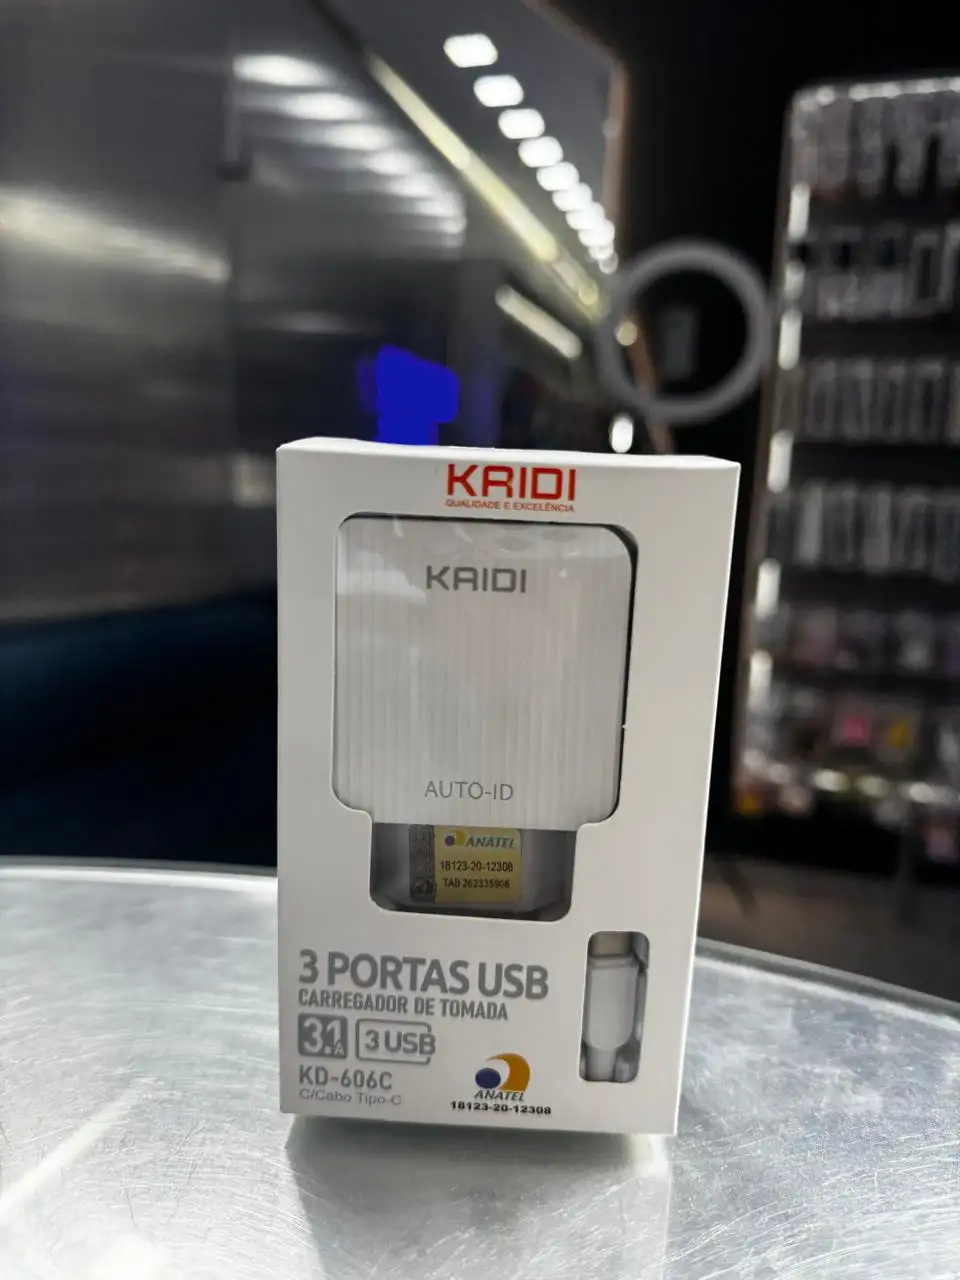 KAIDI
QUALIDADE E EXCELÊNCIA
KAIDI
AUTO-ID
ANATEL
18123-20-12308
TAB 262335908
3 PORTAS USB
CARREGADOR DE TOMADA
3.1A 3 USB
KD-606C
C/Cabo Tipo-C
ANATEL
18123-20-12308